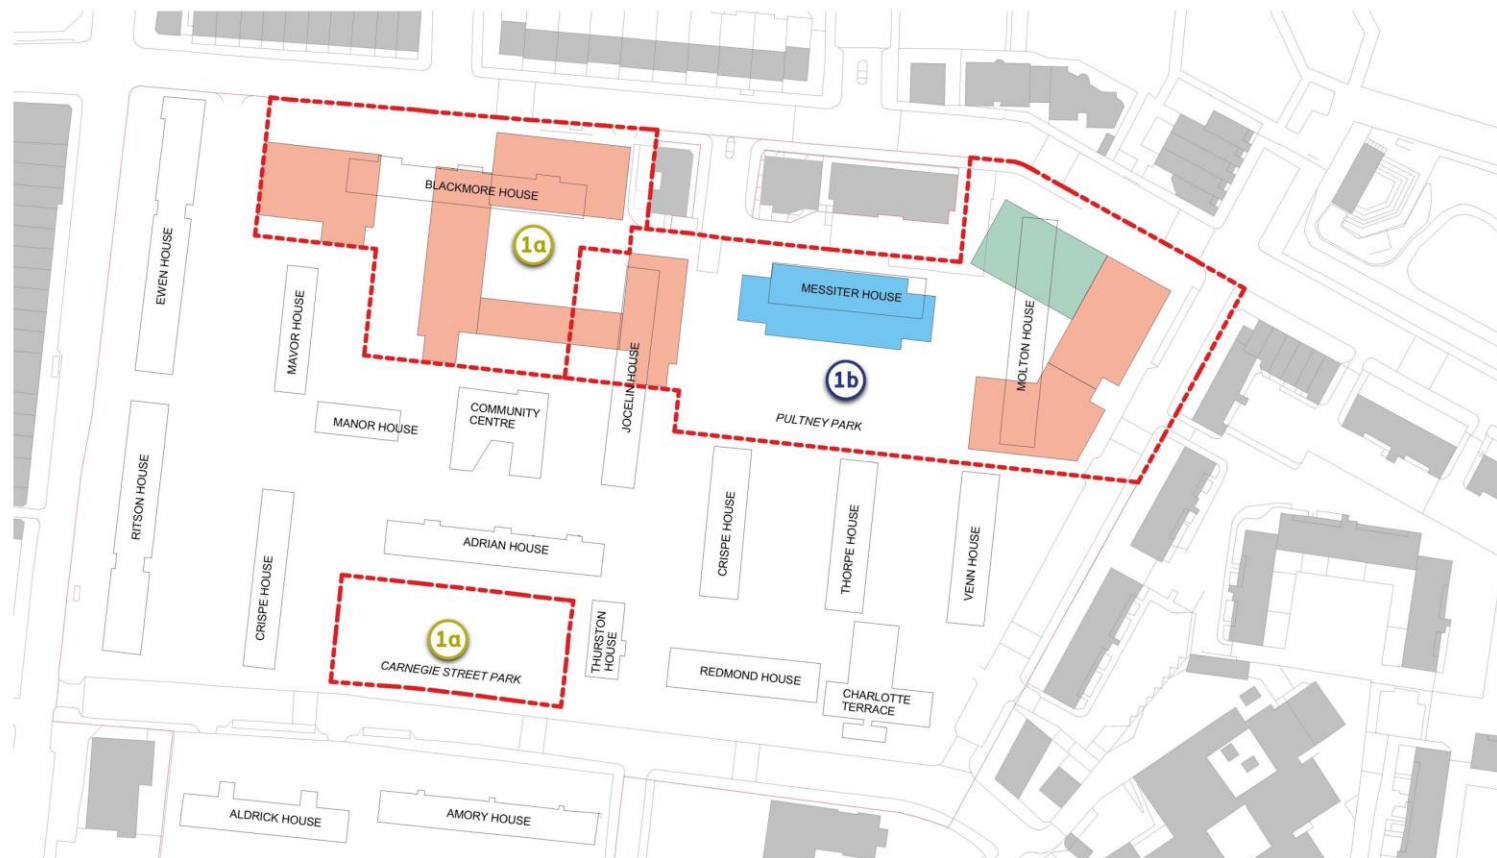 BLACKMORE HOUSE
1a
EWEN HOUSE
MAVOR HOUSE
MESSITER HOUSE
MOLTON HOUSE
1b
PULTNEY PARK
JOCELIN HOUSE
COMMUNITY
CENTRE
MANOR HOUSE
RITSON HOUSE
CRISPE HOUSE
ADRIAN HOUSE
CRISPE HOUSE
THORPE HOUSE
VENN HOUSE
1a
CARNEGIE STREET PARK
THURSTON
HOUSE
REDMOND HOUSE
CHARLOTTE
TERRACE
ALDRICK HOUSE
AMORY HOUSE